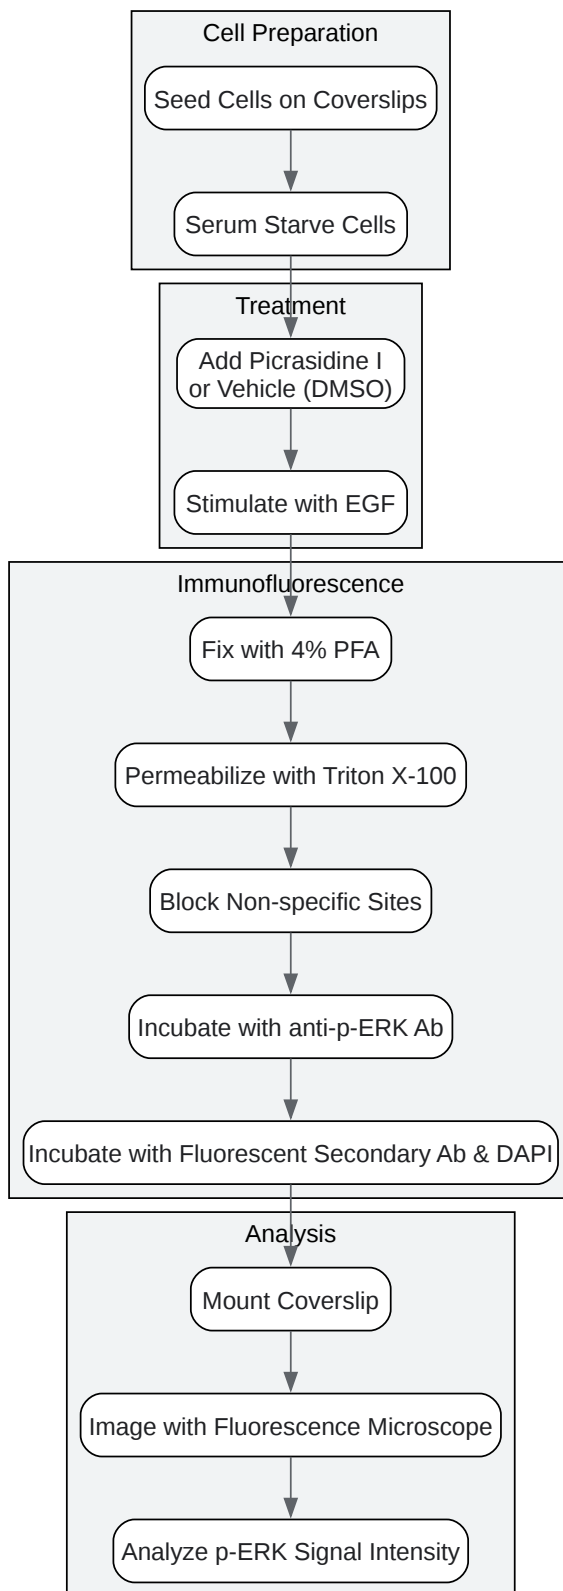 Cell Preparation
Seed Cells on Coverslips
Serum Starve Cells
Treatment
Add Picrasidine I
or Vehicle (DMSO)
Stimulate with EGF
Immunofluorescence
Fix with 4% PFA
Permeabilize with Triton X-100
Block Non-specific Sites
Incubate with anti-p-ERK Ab
Incubate with Fluorescent Secondary Ab & DAPI
Analysis
Mount Coverslip
Image with Fluorescence Microscope
Analyze p-ERK Signal Intensity